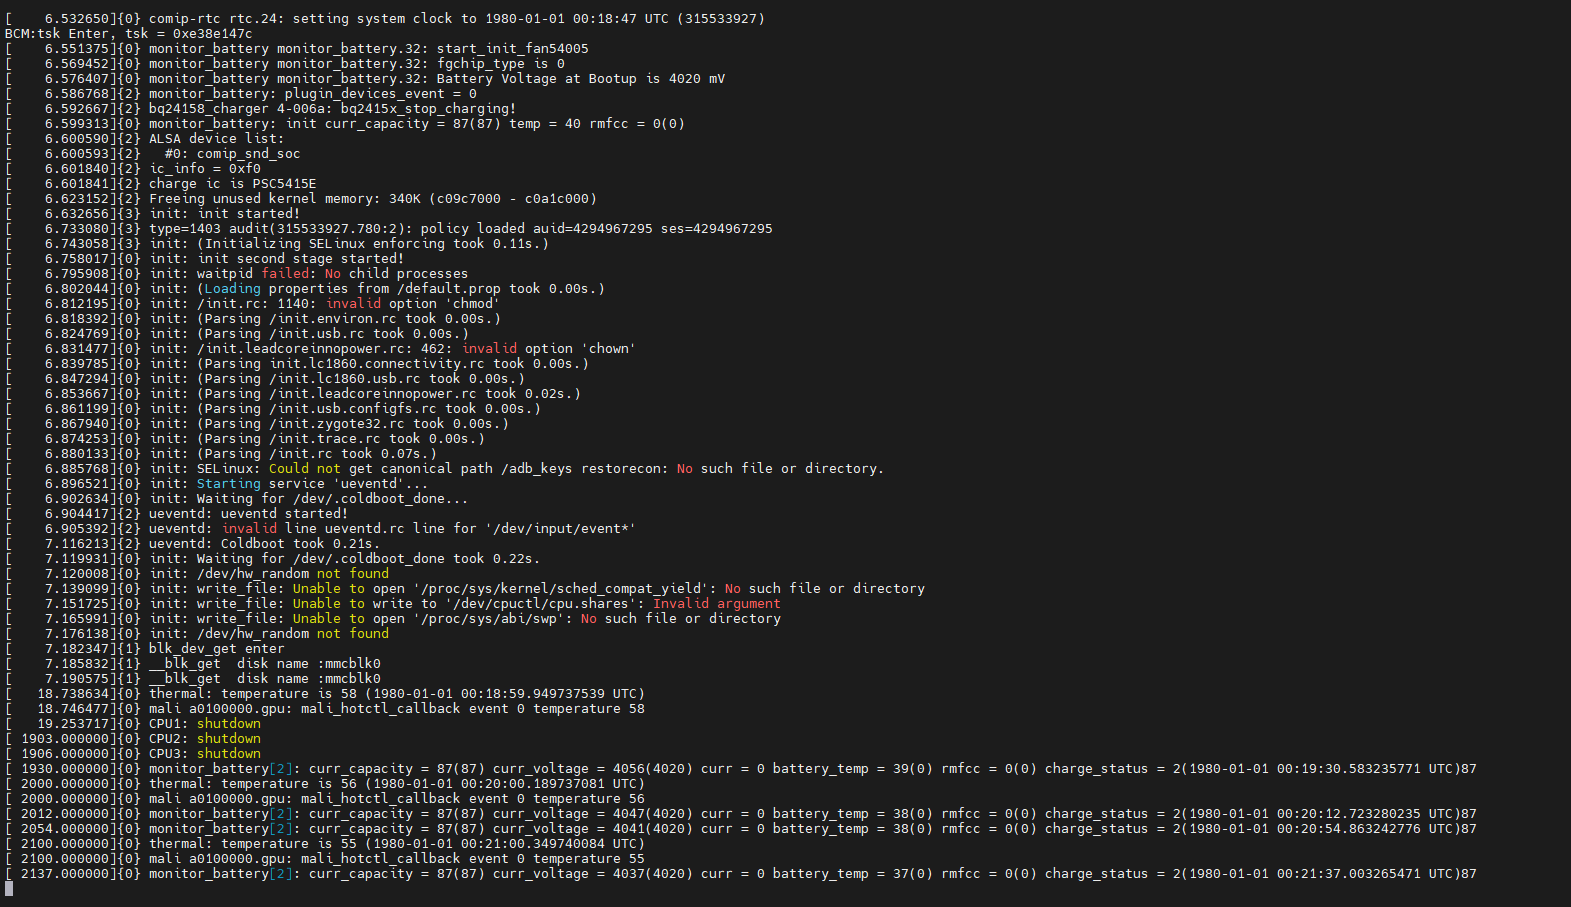 [    6.532650]{0} comip-rtc rtc.24: setting system clock to 1980-01-01 00:18:47 UTC (315533927)
BCM:tsk Enter, tsk = 0xe38e147c
[    6.551375]{0} monitor_battery monitor_battery.32: start_init_fan54005
[    6.569452]{0} monitor_battery monitor_battery.32: fgchip_type is 0
[    6.576407]{0} monitor_battery monitor_battery.32: Battery Voltage at Bootup is 4020 mV
[    6.586768]{2} monitor_battery: plugin_devices_event = 0
[    6.592667]{2} bq24158_charger 4-006a: bq2415x_stop_charging!
[    6.599313]{0} monitor_battery: init curr_capacity = 87(87) temp = 40 rmfcc = 0(0)
[    6.600590]{2} ALSA device list:
[    6.600593]{2}   #0: comip_snd_soc
[    6.601840]{2} ic_info = 0xf0
[    6.601841]{2} charge ic is PSC5415E
[    6.623152]{2} Freeing unused kernel memory: 340K (c09c7000 - c0a1c000)
[    6.632656]{3} init: init started!
[    6.733080]{3} type=1403 audit(315533927.780:2): policy loaded auid=4294967295 ses=4294967295
[    6.743058]{3} init: (Initializing SELinux enforcing took 0.11s.)
[    6.758017]{0} init: init second stage started!
[    6.795908]{0} init: waitpid failed: No child processes
[    6.802044]{0} init: (Loading properties from /default.prop took 0.00s.)
[    6.812195]{0} init: /init.rc: 1140: invalid option 'chmod'
[    6.818392]{0} init: (Parsing /init.environ.rc took 0.00s.)
[    6.824769]{0} init: (Parsing /init.usb.rc took 0.00s.)
[    6.831477]{0} init: /init.leadcoreinnopower.rc: 462: invalid option 'chown'
[    6.839785]{0} init: (Parsing init.lc1860.connectivity.rc took 0.00s.)
[    6.847294]{0} init: (Parsing /init.lc1860.usb.rc took 0.00s.)
[    6.853667]{0} init: (Parsing /init.leadcoreinnopower.rc took 0.02s.)
[    6.861199]{0} init: (Parsing /init.usb.configfs.rc took 0.00s.)
[    6.867940]{0} init: (Parsing /init.zygote32.rc took 0.00s.)
[    6.874253]{0} init: (Parsing /init.trace.rc took 0.00s.)
[    6.880133]{0} init: (Parsing /init.rc took 0.07s.)
[    6.885768]{0} init: SELinux: Could not get canonical path /adb_keys restorecon: No such file or directory.
[    6.896521]{0} init: Starting service 'ueventd'...
[    6.902634]{0} init: Waiting for /dev/.coldboot_done...
[    6.904417]{2} ueventd: ueventd started!
[    6.905392]{2} ueventd: invalid line ueventd.rc line for '/dev/input/event*'
[    7.116213]{2} ueventd: Coldboot took 0.21s.
[    7.119931]{0} init: Waiting for /dev/.coldboot_done took 0.22s.
[    7.120008]{0} init: /dev/hw_random not found
[    7.139099]{0} init: write_file: Unable to open '/proc/sys/kernel/sched_compat_yield': No such file or directory
[    7.151725]{0} init: write_file: Unable to write to '/dev/cpuctl/cpu.shares': Invalid argument
[    7.165991]{0} init: write_file: Unable to open '/proc/sys/abi/swp': No such file or directory
[    7.176138]{0} init: /dev/hw_random not found
[    7.182347]{1} blk_dev_get enter
[    7.185832]{1} __blk_get  disk name :mmcblk0
[    7.190575]{1} __blk_get  disk name :mmcblk0
[   18.738634]{0} thermal: temperature is 58 (1980-01-01 00:18:59.949737539 UTC)
[   18.746477]{0} mali a0100000.gpu: mali_hotctl_callback event 0 temperature 58
[   19.253717]{0} CPU1: shutdown
[ 1903.000000]{0} CPU2: shutdown
[ 1906.000000]{0} CPU3: shutdown
[ 1930.000000]{0} monitor_battery[2]: curr_capacity = 87(87) curr_voltage = 4056(4020) curr = 0 battery_temp = 39(0) rmfcc = 0(0) charge_status = 2(1980-01-01 00:19:30.583235771 UTC)87
[ 2000.000000]{0} thermal: temperature is 56 (1980-01-01 00:20:00.189737081 UTC)
[ 2000.000000]{0} mali a0100000.gpu: mali_hotctl_callback event 0 temperature 56
[ 2012.000000]{0} monitor_battery[2]: curr_capacity = 87(87) curr_voltage = 4047(4020) curr = 0 battery_temp = 38(0) rmfcc = 0(0) charge_status = 2(1980-01-01 00:20:12.723280235 UTC)87
[ 2054.000000]{0} monitor_battery[2]: curr_capacity = 87(87) curr_voltage = 4041(4020) curr = 0 battery_temp = 38(0) rmfcc = 0(0) charge_status = 2(1980-01-01 00:20:54.863242776 UTC)87
[ 2100.000000]{0} thermal: temperature is 55 (1980-01-01 00:21:00.349740084 UTC)
[ 2100.000000]{0} mali a0100000.gpu: mali_hotctl_callback event 0 temperature 55
[ 2137.000000]{0} monitor_battery[2]: curr_capacity = 87(87) curr_voltage = 4037(4020) curr = 0 battery_temp = 37(0) rmfcc = 0(0) charge_status = 2(1980-01-01 00:21:37.003265471 UTC)87